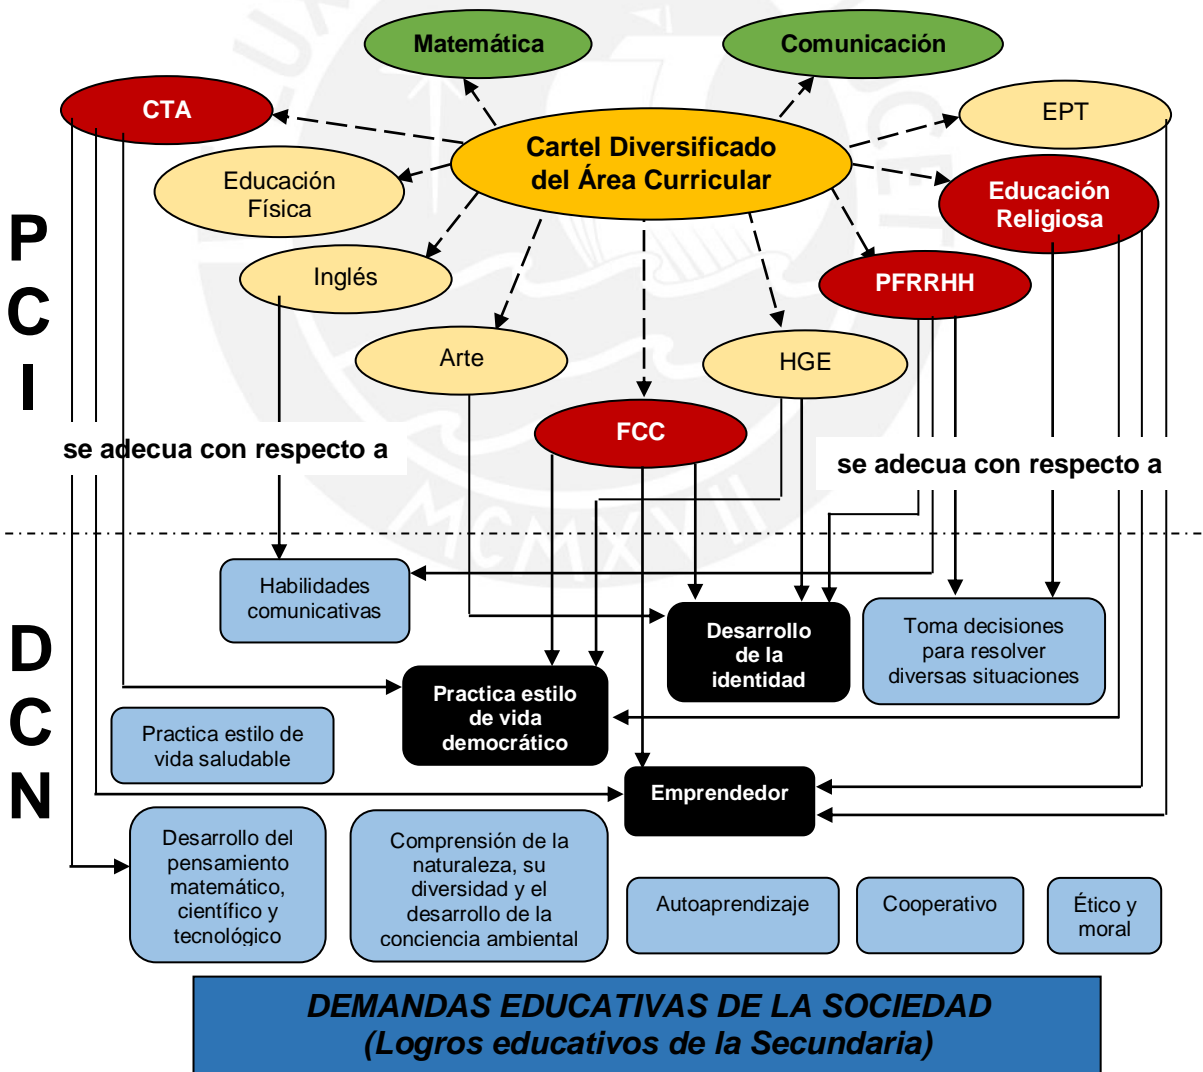 Matemática
Comunicación
CTA
EPT
Cartel Diversificado
del Área Curricular
Educación
Física
Educación
Religiosa
Inglés
PFRRHH
Arte
HGE
FCC
P
C
I
se adecua con respecto a
se adecua con respecto a
MCMXVII
D
C
N
Habilidades
comunicativas
Desarrollo
de la
identidad
Toma decisiones
para resolver
diversas situaciones
Practica estilo
de vida
democrático
Practica estilo de
vida saludable
Emprendedor
Desarrollo del
pensamiento
matemático,
científico y
tecnológico
Comprensión de la
naturaleza, su
diversidad y el
desarrollo de la
conciencia ambiental
Autoaprendizaje
Cooperativo
Ético y
moral
DEMANDAS EDUCATIVAS DE LA SOCIEDAD
(Logros educativos de la Secundaria)